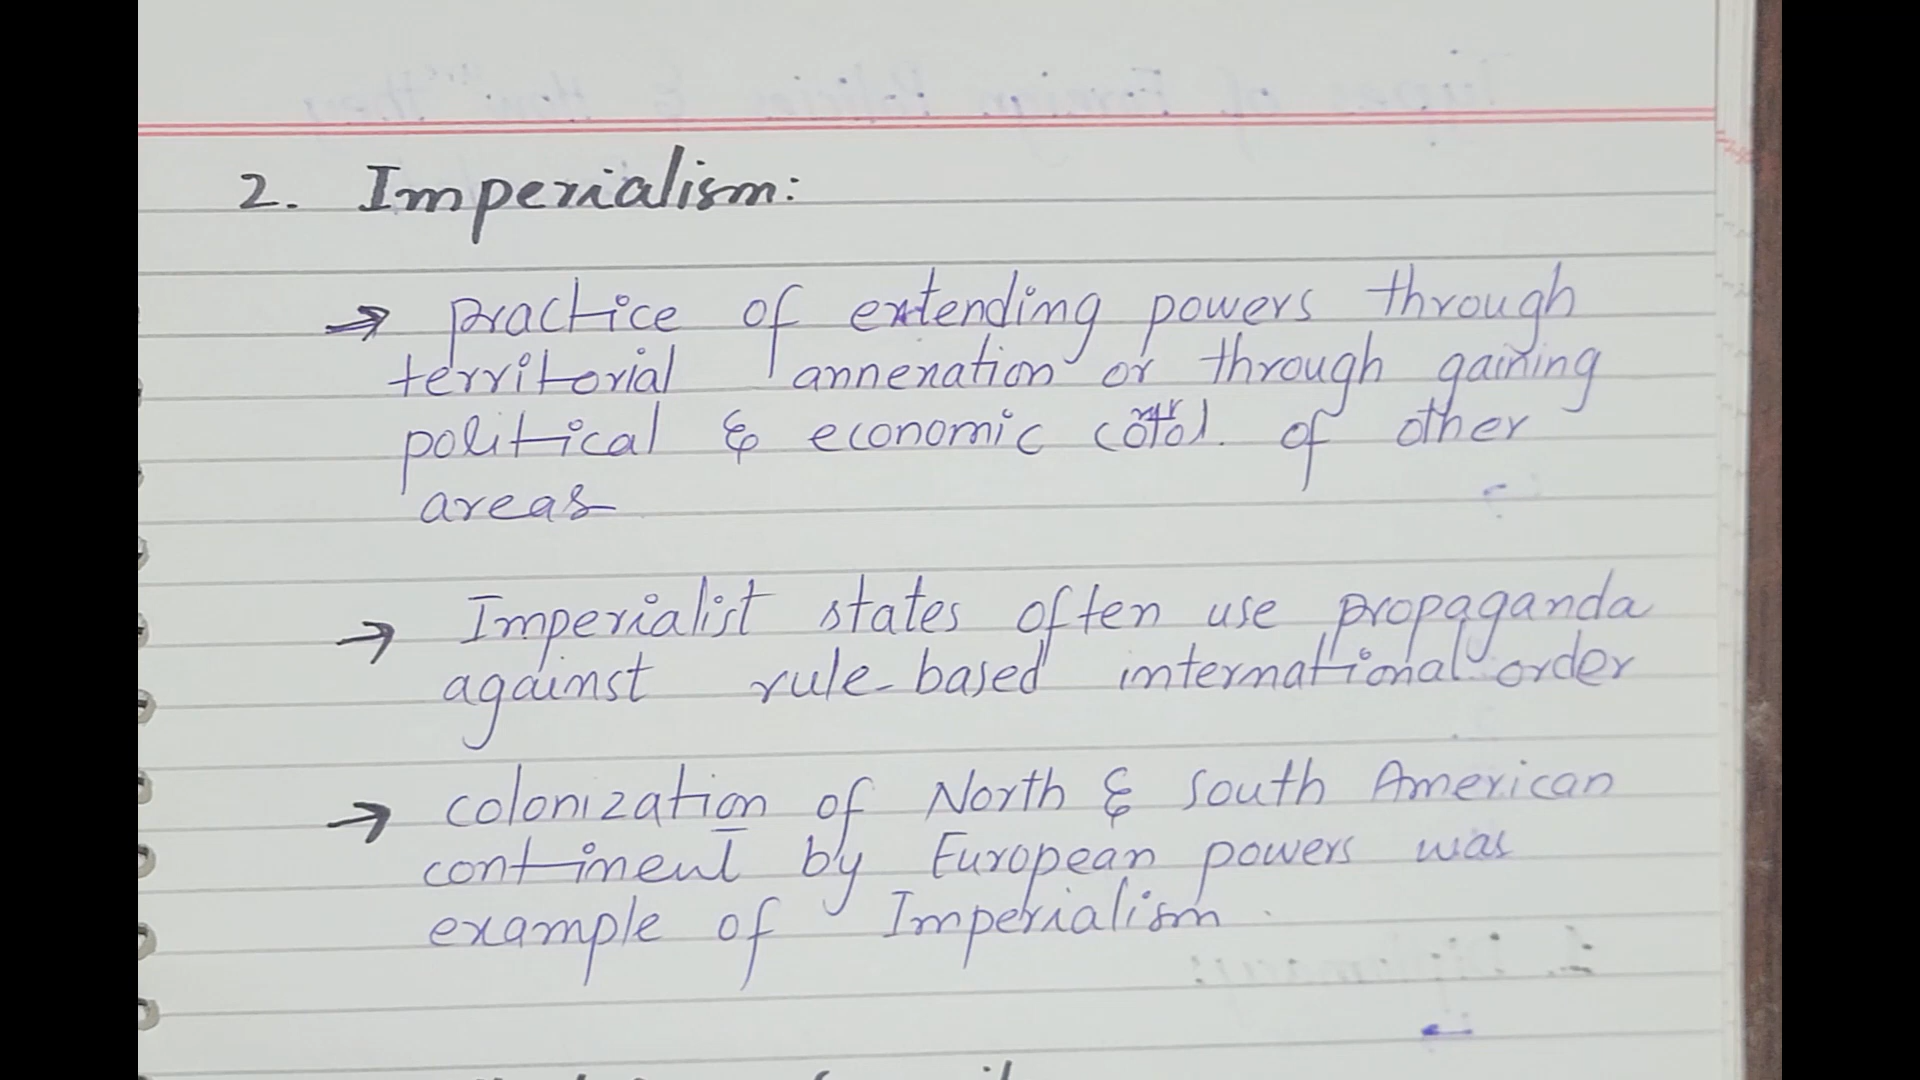 2. Imperialism:
→ practice of extending powers through
territorial annexation or through gaining
political & economic control of other
areas
→ Imperialist states often use propaganda
against rule-based international order
→ colonization of North & South American
continent by European powers was
example of Imperialism.